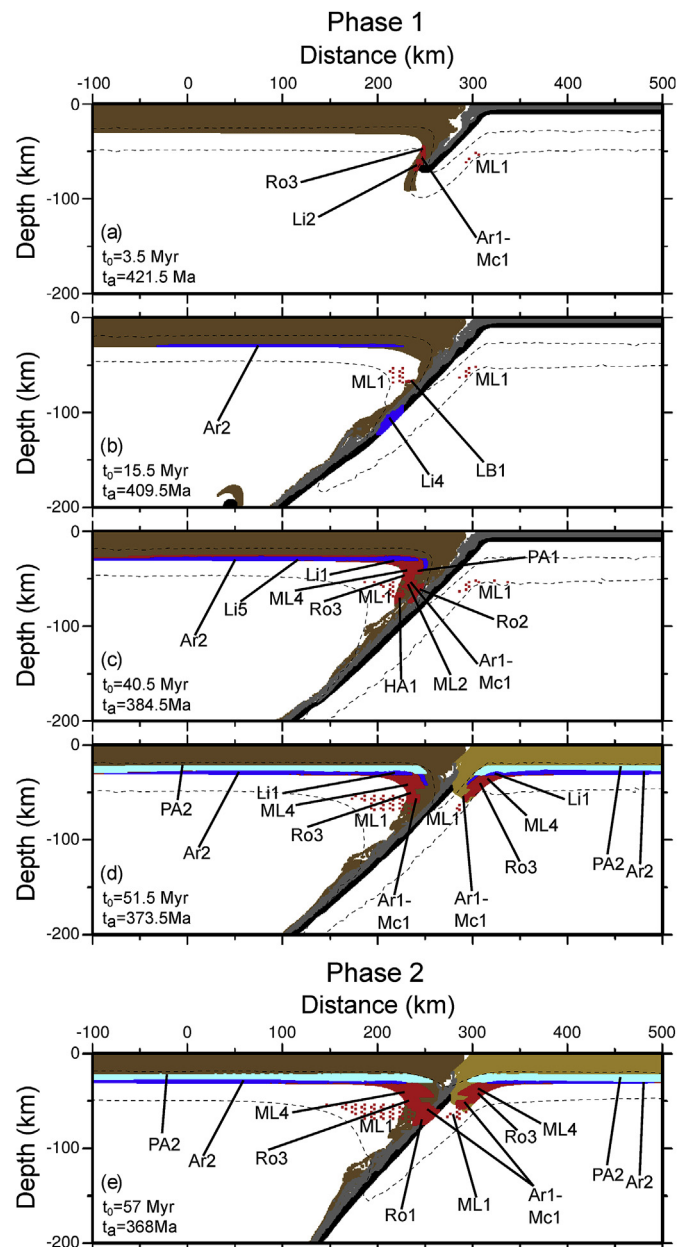 Phase 1
Distance (km)
-100 0 100 200 300 400 500
0
-100
-200
Depth (km)
Ro3
Li2
ML1
Ar1-
Mc1
(a)
t₀=3.5 Myr
tₐ=421.5 Ma
0
-100
-200
Depth (km)
ML1
ML1
Ar2
LB1
Li4
(b)
t₀=15.5 Myr
tₐ=409.5Ma
0
-100
-200
Depth (km)
Li1
PA1
ML4
Li5
Ro3
ML1
ML1
Ro2
Ar2
Ar1-
Mc1
HA1
ML2
(c)
t₀=40.5 Myr
tₐ=384.5Ma
0
-100
-200
Depth (km)
PA2
Li1
Li1
ML4
ML4
Ar2
Ro3
ML1
ML1
Ro3
PA2
Ar2
Ar1-
Mc1
Ar1-
Mc1
(d)
t₀=51.5 Myr
tₐ=373.5Ma
Phase 2
Distance (km)
-100 0 100 200 300 400 500
0
-100
-200
Depth (km)
ML4
ML4
PA2
Ar2
Ro3
ML1
Ro3
PA2
Ar2
Ro1
ML1
Ar1-
Mc1
(e)
t₀=57 Myr
tₐ=368Ma